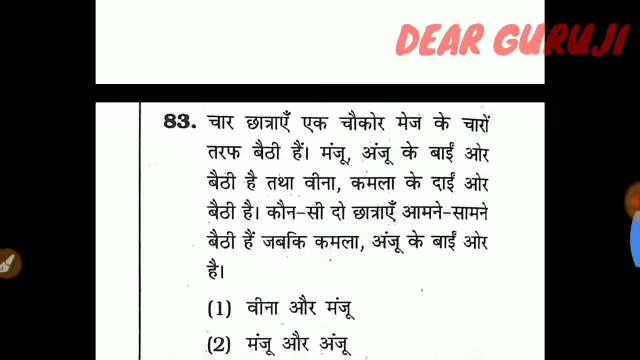 DEAR GURUJI
83. चार छात्राएँ एक चौकोर मेज के चारों
तरफ बैठी हैं। मंजू, अंजू के बाईं ओर
बैठी है तथा वीना, कमला के दाईं ओर
बैठी है। कौन-सी दो छात्राएँ आमने-सामने
बैठी हैं जबकि कमला, अंजू के बाईं ओर
है।
(1) वीना और मंजू
(2) मंजू और अंजू